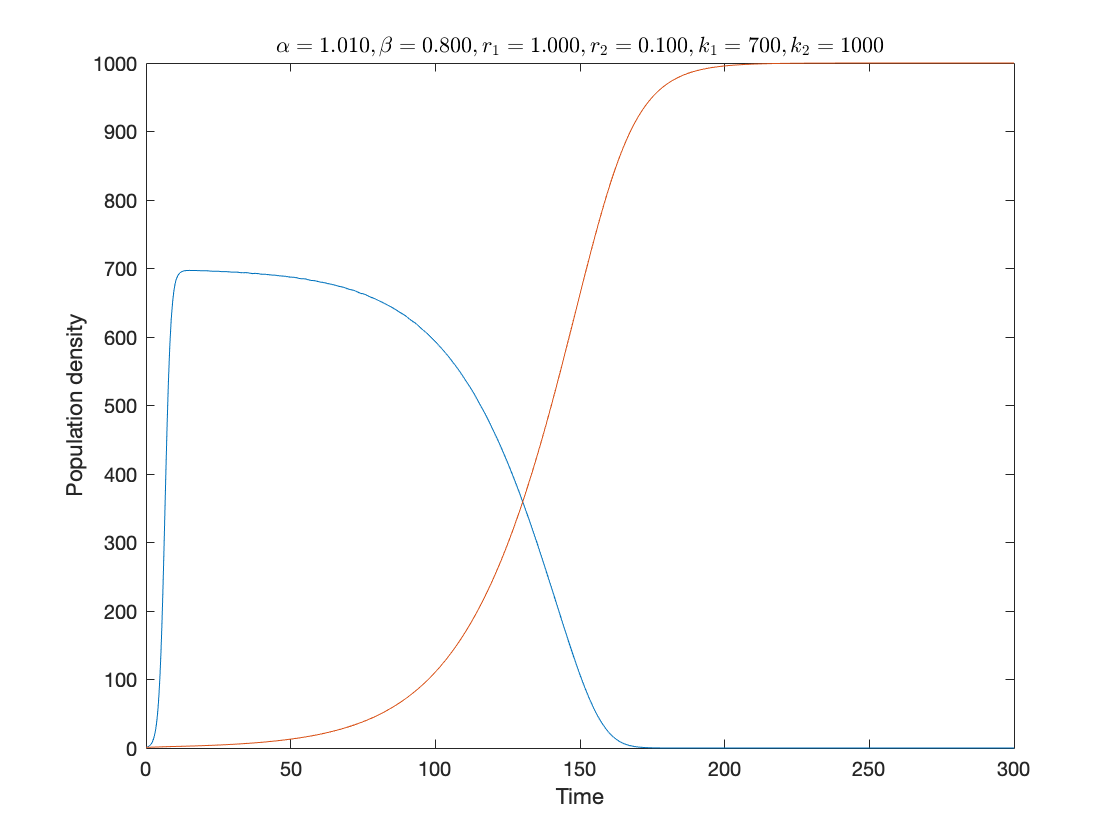 α = 1.010, β = 0.800, r₁ = 1.000, r₂ = 0.100, k₁ = 700, k₂ = 1000
1000
900
800
700
600
500
400
300
200
100
0
Population density
0 50 100 150 200 250 300
Time